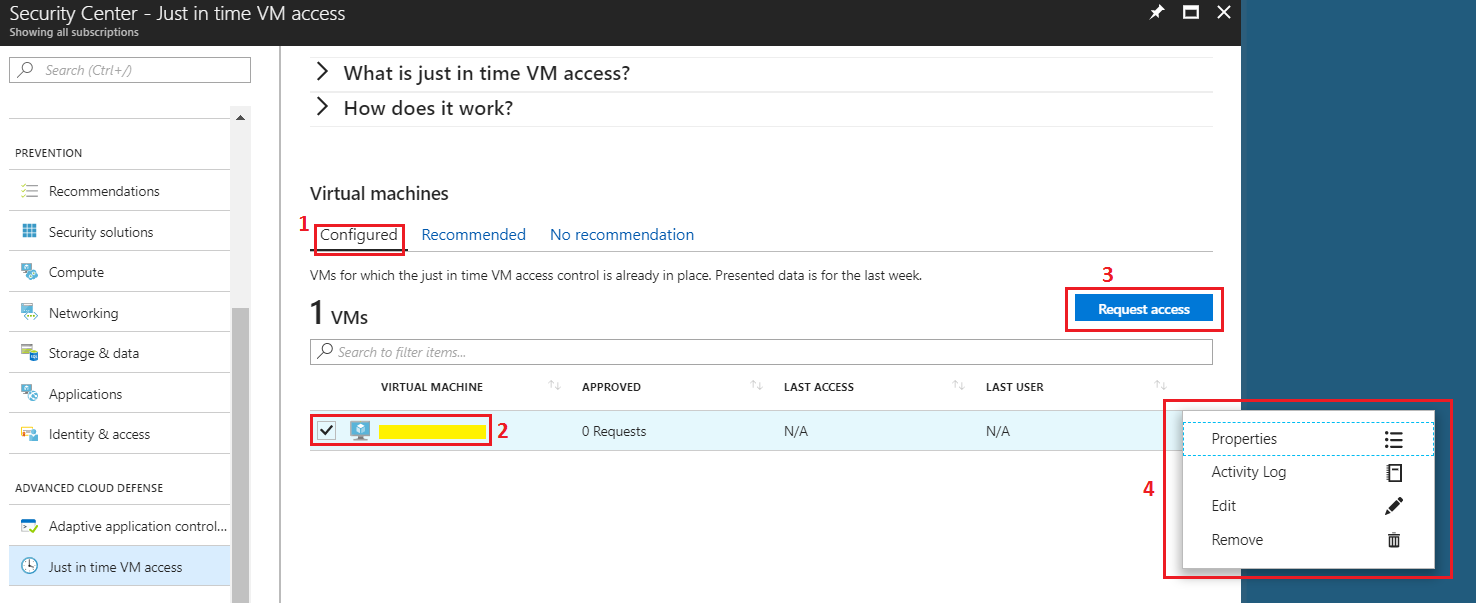 Security Center - Just in time VM access
Showing all subscriptions
Search (Ctrl+/)
PREVENTION
Recommendations
Security solutions
Compute
Networking
Storage & data
Applications
Identity & access
ADVANCED CLOUD DEFENSE
Adaptive application control...
Just in time VM access
What is just in time VM access?
How does it work?
Virtual machines
1 Configured Recommended No recommendation
VMs for which the just in time VM access control is already in place. Presented data is for the last week.
3
1 VMs
Request access
Search to filter items...
VIRTUAL MACHINE APPROVED LAST ACCESS LAST USER
2 0 Requests N/A N/A
4
Properties
Activity Log
Edit
Remove